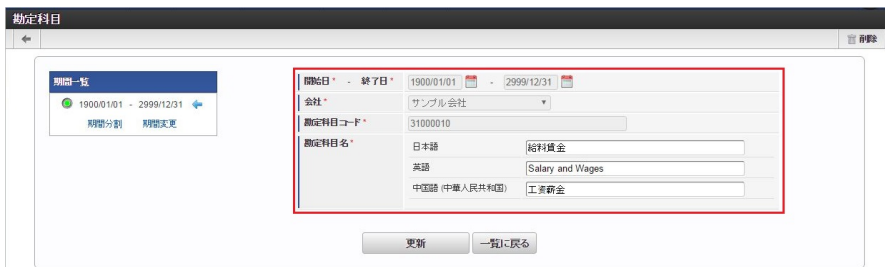 勘定科目
削除
期間一覧
1900/01/01 - 2999/12/31
期間分割 期間変更
開始日* - 終了日* 1900/01/01 - 2999/12/31
会社* サンプル会社
勘定科目コード* 31000010
勘定科目名* 日本語 給料賃金
英語 Salary and Wages
中国語 (中華人民共和国) 工资薪金
更新 一覧に戻る